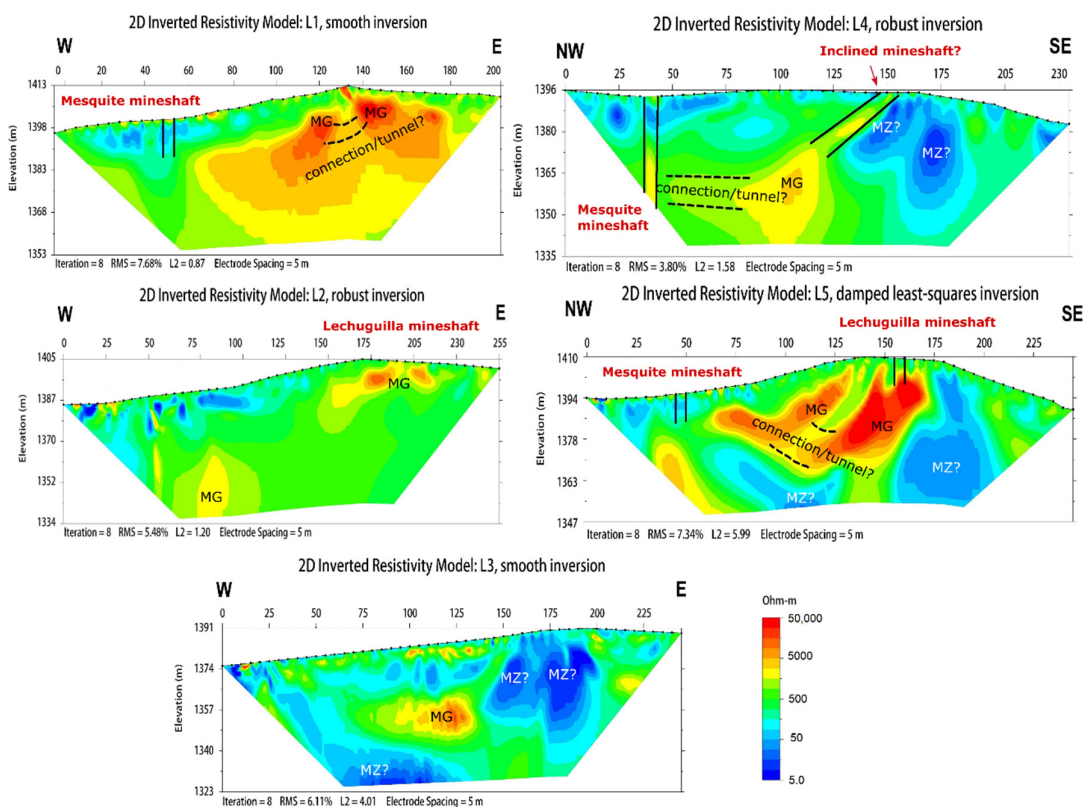 2D Inverted Resistivity Model: L1, smooth inversion
W E
0 20 40 60 80 100 120 140 160 180 200
Elevation (m)
1413
1398
1383
1368
1353
Mesquite mineshaft
MG
MG
connection/tunnel?
Iteration = 8 RMS = 7.68% L2 = 0.87 Electrode Spacing = 5 m
2D Inverted Resistivity Model: L4, robust inversion
Inclined mineshaft?
NW SE
0 25 50 75 100 125 150 175 205 230
Elevation (m)
1396
1380
1365
1350
1335
MZ?
MZ?
MG
connection/tunnel?
Mesquite
mineshaft
Iteration = 8 RMS = 3.80% L2 = 1.58 Electrode Spacing = 5 m
2D Inverted Resistivity Model: L2, robust inversion
W E
Lechuguilla mineshaft
0 25 50 75 100 125 150 175 200 225 255
Elevation (m)
1405
1387
1370
1352
1334
MG
MG
Iteration = 8 RMS = 5.48% L2 = 1.20 Electrode Spacing = 5 m
2D Inverted Resistivity Model: L5, damped least-squares inversion
NW SE
Lechuguilla mineshaft
0 25 50 75 100 125 150 175 200 225
Mesquite mineshaft
Elevation (m)
1410
1394
1378
1363
1347
MG
MG
connection/tunnel?
MZ?
MZ?
Iteration = 8 RMS = 7.34% L2 = 5.99 Electrode Spacing = 5 m
2D Inverted Resistivity Model: L3, smooth inversion
W E
0 25 50 75 100 125 150 175 200 225
Elevation (m)
1391
1374
1357
1340
1323
MZ?
MZ?
MG
MZ?
Iteration = 8 RMS = 6.11% L2 = 4.01 Electrode Spacing = 5 m
Ohm-m
50,000
5000
500
50
5.0